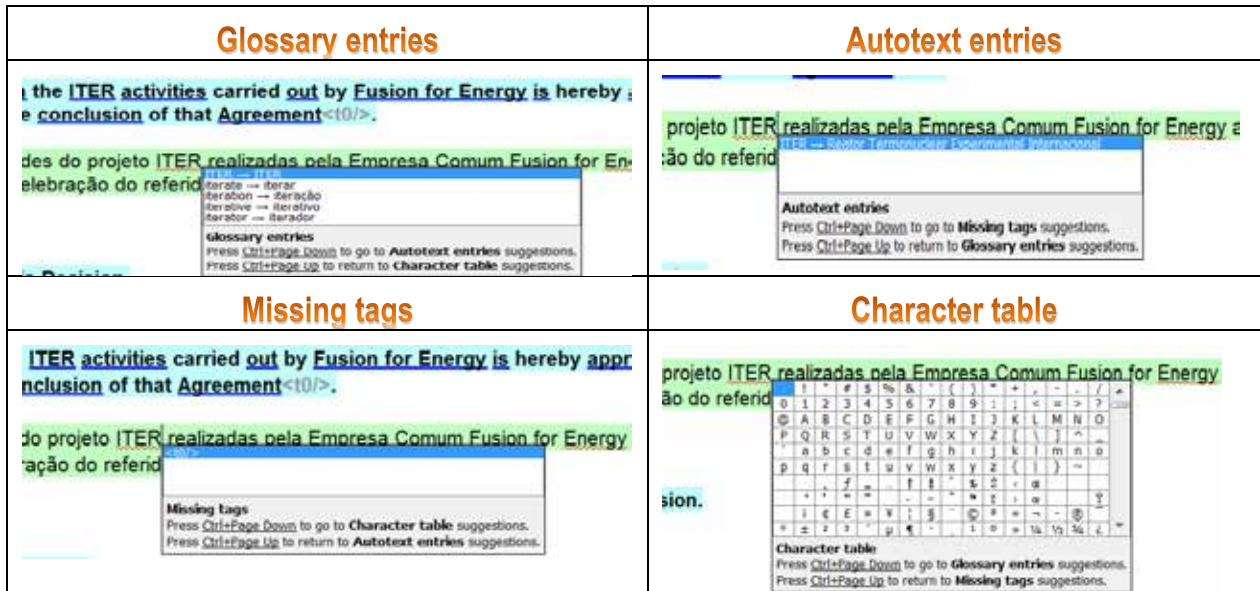 Glossary entries
the ITER activities carried out by Fusion for Energy is hereby
e conclusion of that Agreement<t0/>.
des do projeto ITER realizadas pela Empresa Comum Fusion for En
elebração do referid
ITER → ITER
iterate → iterar
iteration → iteração
iterative → iterativo
iterator → iterador
Glossary entries
Press Ctrl+Page Down to go to Autotext entries suggestions.
Press Ctrl+Page Up to return to Character table suggestions.
Autotext entries
projeto ITER realizadas pela Empresa Comum Fusion for Energy a
ção do referid
ITER → Reator Termonuclear Experimental Internacional
Autotext entries
Press Ctrl+Page Down to go to Missing tags suggestions.
Press Ctrl+Page Up to return to Glossary entries suggestions.
Missing tags
ITER activities carried out by Fusion for Energy is hereby appr
nclusion of that Agreement<t0/>.
do projeto ITER realizadas pela Empresa Comum Fusion for Energy
ração do referid
<t0/>
Missing tags
Press Ctrl+Page Down to go to Character table suggestions.
Press Ctrl+Page Up to return to Autotext entries suggestions.
Character table
projeto ITER realizadas pela Empresa Comum Fusion for Energy
ão do referid
! " # $ % & ' ( ) * + , - . /
0 1 2 3 4 5 6 7 8 9 : ; < = > ?
A B C D E F G H I J K L M N O
P Q R S T U V W X Y Z [ \ ] ^ _
a b c d e f g h i j k l m n o
p q r s t u v w x y z { | } ~
sion.
Character table
Press Ctrl+Page Down to go to Glossary entries suggestions.
Press Ctrl+Page Up to return to Missing tags suggestions.